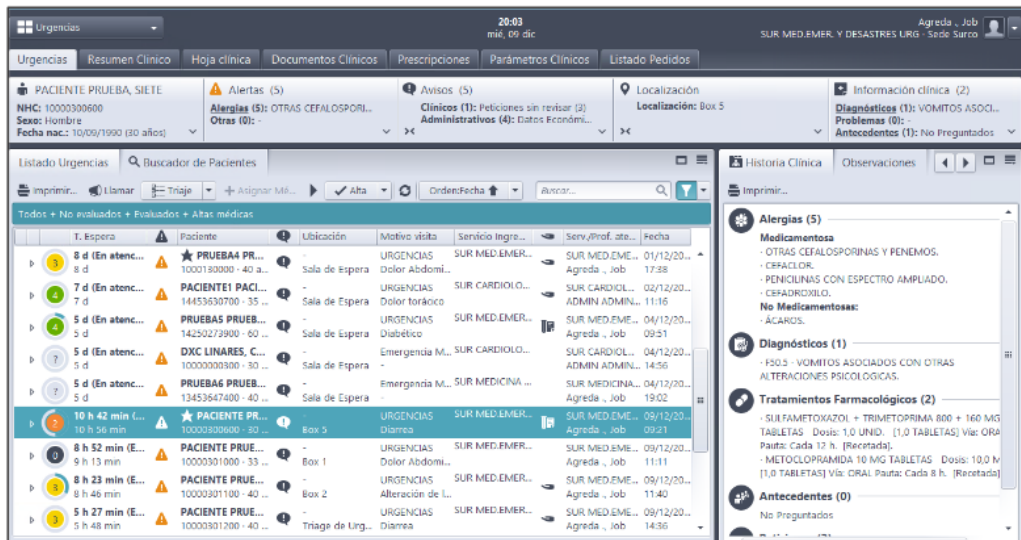 Urgencias
20:03
mié, 09 dic
Agreda ., Job
SUR MED.EMER. Y DESASTRES URG - Sede Surco
Urgencias Resumen Clínico Hoja clínica Documentos Clínicos Prescripciones Parámetros Clínicos Listado Pedidos
PACIENTE PRUEBA, SIETE
NHC: 10000300600
Sexo: Hombre
Fecha nac.: 10/09/1990 (30 años)
Alertas (5)
Alergias (5): OTRAS CEFALOSPORI...
Otras (0): -
Avisos (5)
Clínicos (1): Peticiones sin revisar (3)
Administrativos (4): Datos Económi...
Localización
Localización: Box 5
Información clínica (2)
Diagnósticos (1): VOMITOS ASOCI...
Problemas (0): -
Antecedentes (1): No Preguntados
Listado Urgencias Buscador de Pacientes
Imprimir... Llamar Triaje + Asignar Mé... Alta Orden:Fecha Buscar...
Todos + No evaluados + Evaluados + Altas médicas
T. Espera Paciente Ubicación Motivo visita Servicio Ingre... Serv./Prof. ate... Fecha
3 8 d (En atenc... PRUEBA4 PR... - URGENCIAS SUR MED.EMER... SUR MED.EME... 01/12/20...
8 d 1000180000 - 40 a... Sala de Espera Dolor Abdomi... Agreda ., Job 17:38
4 7 d (En atenc... PACIENTE1 PACI... - URGENCIAS SUR CARDIOLO... SUR CARDIOL... 02/12/20...
7 d 14453630700 - 35 ... Sala de Espera Dolor torácico ADMIN ADMIN... 11:16
4 5 d (En atenc... PRUEBA5 PRUEB... - URGENCIAS SUR MED.EMER... SUR MED.EME... 04/12/20...
5 d 14250273900 - 60 ... Sala de Espera Diabético Agreda ., Job 09:51
? 5 d (En atenc... DXC LINARES, C... - Emergencia M... SUR CARDIOLO... SUR CARDIOL... 04/12/20...
5 d 10000000300 - 30 ... Sala de Espera - ADMIN ADMIN... 14:56
? 5 d (En atenc... PRUEBA6 PRUEB... - Emergencia M... SUR MEDICINA ... SUR MEDICINA... 04/12/20...
5 d 13453647400 - 40 ... Sala de Espera - Agreda ., Job 19:02
2 10 h 42 min (... PACIENTE PR... - URGENCIAS SUR MED.EMER... SUR MED.EME... 09/12/20...
10 h 56 min 10000300600 - 30 ... Box 5 Diarrea Agreda ., Job 09:21
0 8 h 52 min (E... PACIENTE PRUE... - URGENCIAS SUR MED.EMER... SUR MED.EME... 09/12/20...
9 h 13 min 10000301000 - 33 ... Box 1 Dolor Abdomi... Agreda ., Job 11:11
3 8 h 23 min (E... PACIENTE PRUE... - URGENCIAS SUR MED.EMER... SUR MED.EME... 09/12/20...
8 h 46 min 10000301100 - 40 ... Box 2 Alteración de l... Agreda ., Job 11:40
3 5 h 27 min (E... PACIENTE PRUE... - URGENCIAS SUR MED.EMER... SUR MED.EME... 09/12/20...
5 h 48 min 10000301200 - 40 ... Triage de Urg... Diarrea Agreda ., Job 14:36
Historia Clínica Observaciones
Imprimir...
Alergias (5)
Medicamentosa
- OTRAS CEFALOSPORINAS Y PENEMOS.
- CEFACLOR.
- PENICILINAS CON ESPECTRO AMPLIADO.
- CEFADROXILO.
No Medicamentosas:
- ÁCAROS.
Diagnósticos (1)
- F50.5 - VOMITOS ASOCIADOS CON OTRAS
ALTERACIONES PSICOLOGICAS.
Tratamientos Farmacológicos (2)
- SULFAMETOXAZOL + TRIMETOPRIMA 800 + 160 MG
TABLETAS Dosis: 1,0 UNID. [1,0 TABLETAS] Vía: ORA
Pauta: Cada 12 h. [Recetada].
- METOCLOPRAMIDA 10 MG TABLETAS Dosis: 10,0 M
[1,0 TABLETAS] Vía: ORAL Pauta: Cada 8 h. [Recetada]
Antecedentes (0)
No Preguntados